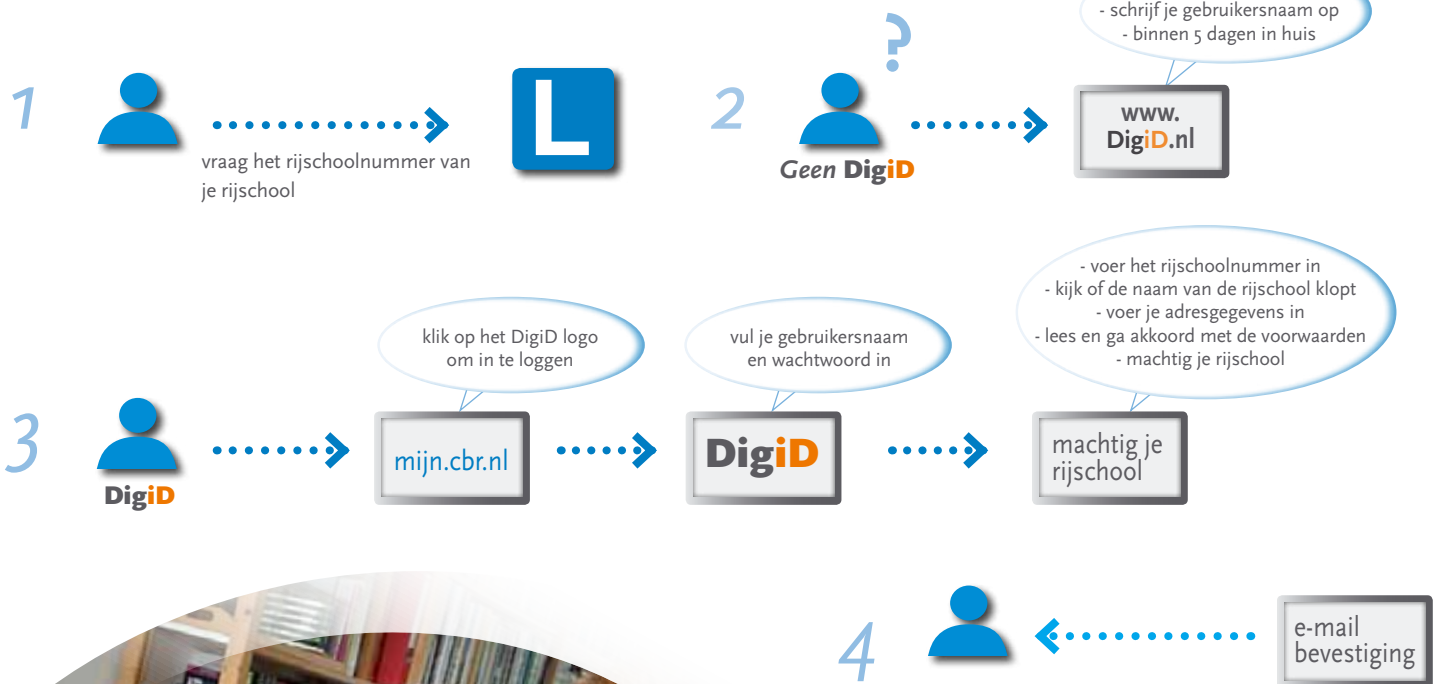 1
vraag het rijschoolnummer van
je rijschool
L
2
?
Geen DigiD
- schrijf je gebruikersnaam op
- binnen 5 dagen in huis
www.
DigiD.nl
3
DigiD
klik op het DigiD logo
om in te loggen
mijn.cbr.nl
vul je gebruikersnaam
en wachtwoord in
DigiD
- voer het rijschoolnummer in
- kijk of de naam van de rijschool klopt
- voer je adresgegevens in
- lees en ga akkoord met de voorwaarden
- machtig je rijschool
machtig je
rijschool
4
e-mail
bevestiging